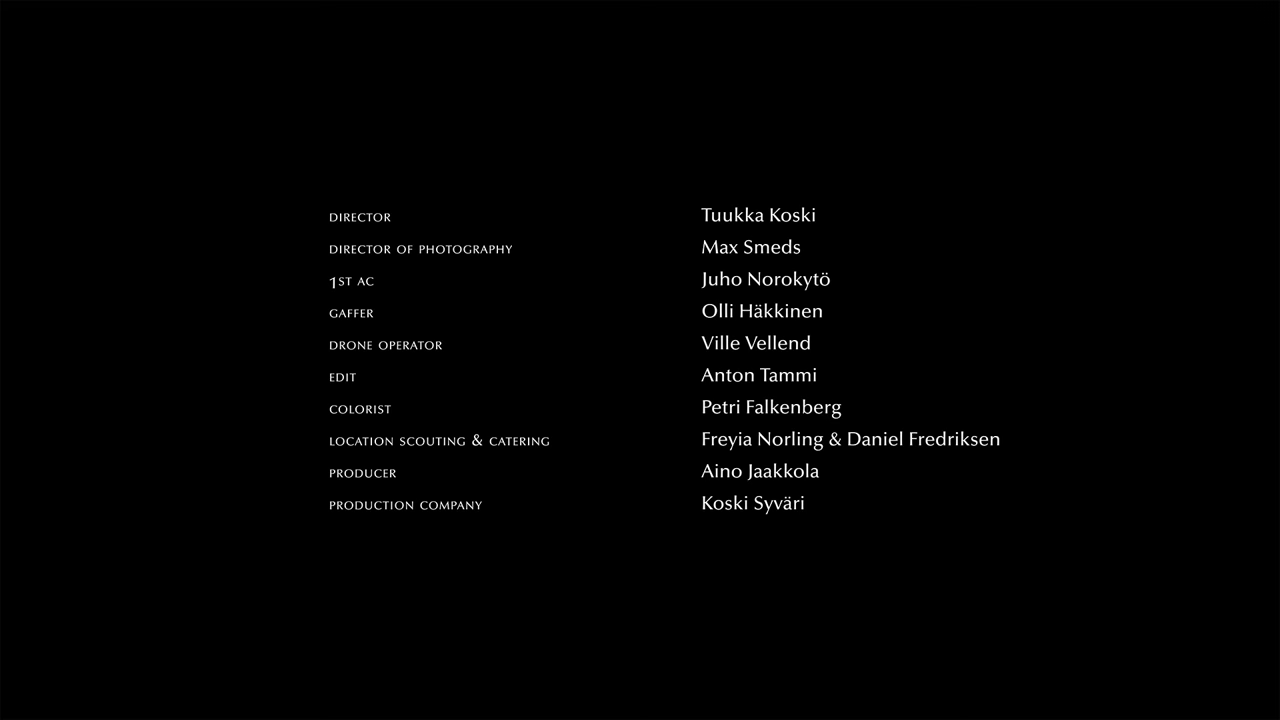 DIRECTOR Tuukka Koski
DIRECTOR OF PHOTOGRAPHY Max Smeds
1ST AC Juho Norokytö
GAFFER Olli Häkkinen
DRONE OPERATOR Ville Vellend
EDIT Anton Tammi
COLORIST Petri Falkenberg
LOCATION SCOUTING & CATERING Freyia Norling & Daniel Fredriksen
PRODUCER Aino Jaakkola
PRODUCTION COMPANY Koski Syväri